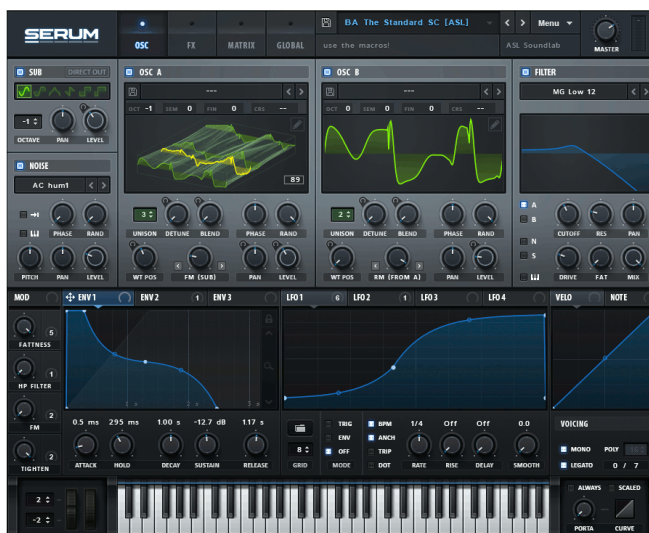 SERUM
OSC FX MATRIX GLOBAL
BA The Standard SC [ASL]
Menu
use the macros! ASL Soundlab
MASTER
SUB DIRECT OUT
OSC A
OSC B
FILTER
--- 
---
MG Low 12
OCT -1 SEM 0 FIN 0 CRS --
OCT 0 SEM 0 FIN 0 CRS --
-1
OCTAVE PAN LEVEL
NOISE
AC hum1
89
PHASE RAND
PITCH PAN LEVEL
3
UNISON DETUNE BLEND PHASE RAND
WT POS FM (SUB) PAN LEVEL
2
UNISON DETUNE BLEND PHASE RAND
WT POS RM (FROM A) PAN LEVEL
A
B
N
S
CUTOFF RES PAN
DRIVE FAT MIX
MOD ENV 1 ENV 2 1 ENV 3 LFO 1 6 LFO 2 1 LFO 3 LFO 4 VELO NOTE
5
FATTNESS
1
HP FILTER
2
FM
2
TIGHTEN
1 s 2 s 3 s
0.5 ms 295 ms 1.00 s -12.7 dB 1.17 s
ATTACK HOLD DECAY SUSTAIN RELEASE
8
GRID
TRIG
ENV
OFF
MODE
BPM
ANCH
TRIP
DOT
1/4 Off Off 0.0
RATE RISE DELAY SMOOTH
VOICING
MONO POLY
LEGATO 0 / 7
2
-2
ALWAYS SCALED
PORTA CURVE